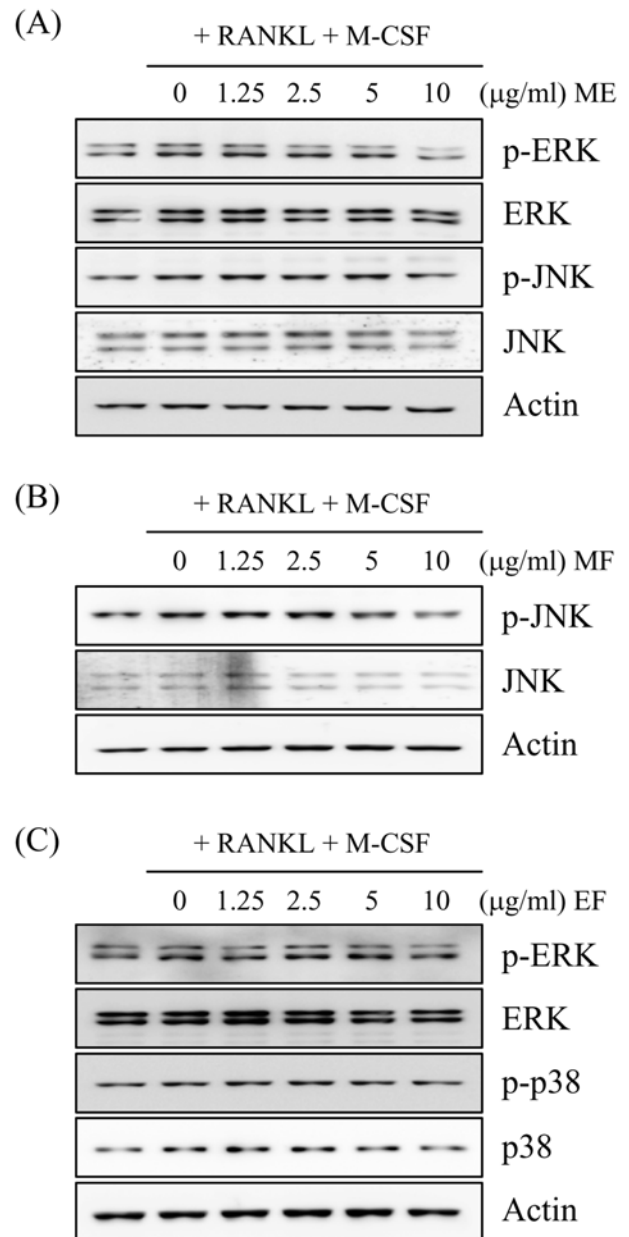 (A)
+ RANKL + M-CSF
0 1.25 2.5 5 10 (μg/ml) ME
p-ERK
ERK
p-JNK
JNK
Actin
(B)
+ RANKL + M-CSF
0 1.25 2.5 5 10 (μg/ml) MF
p-JNK
JNK
Actin
(C)
+ RANKL + M-CSF
0 1.25 2.5 5 10 (μg/ml) EF
p-ERK
ERK
p-p38
p38
Actin